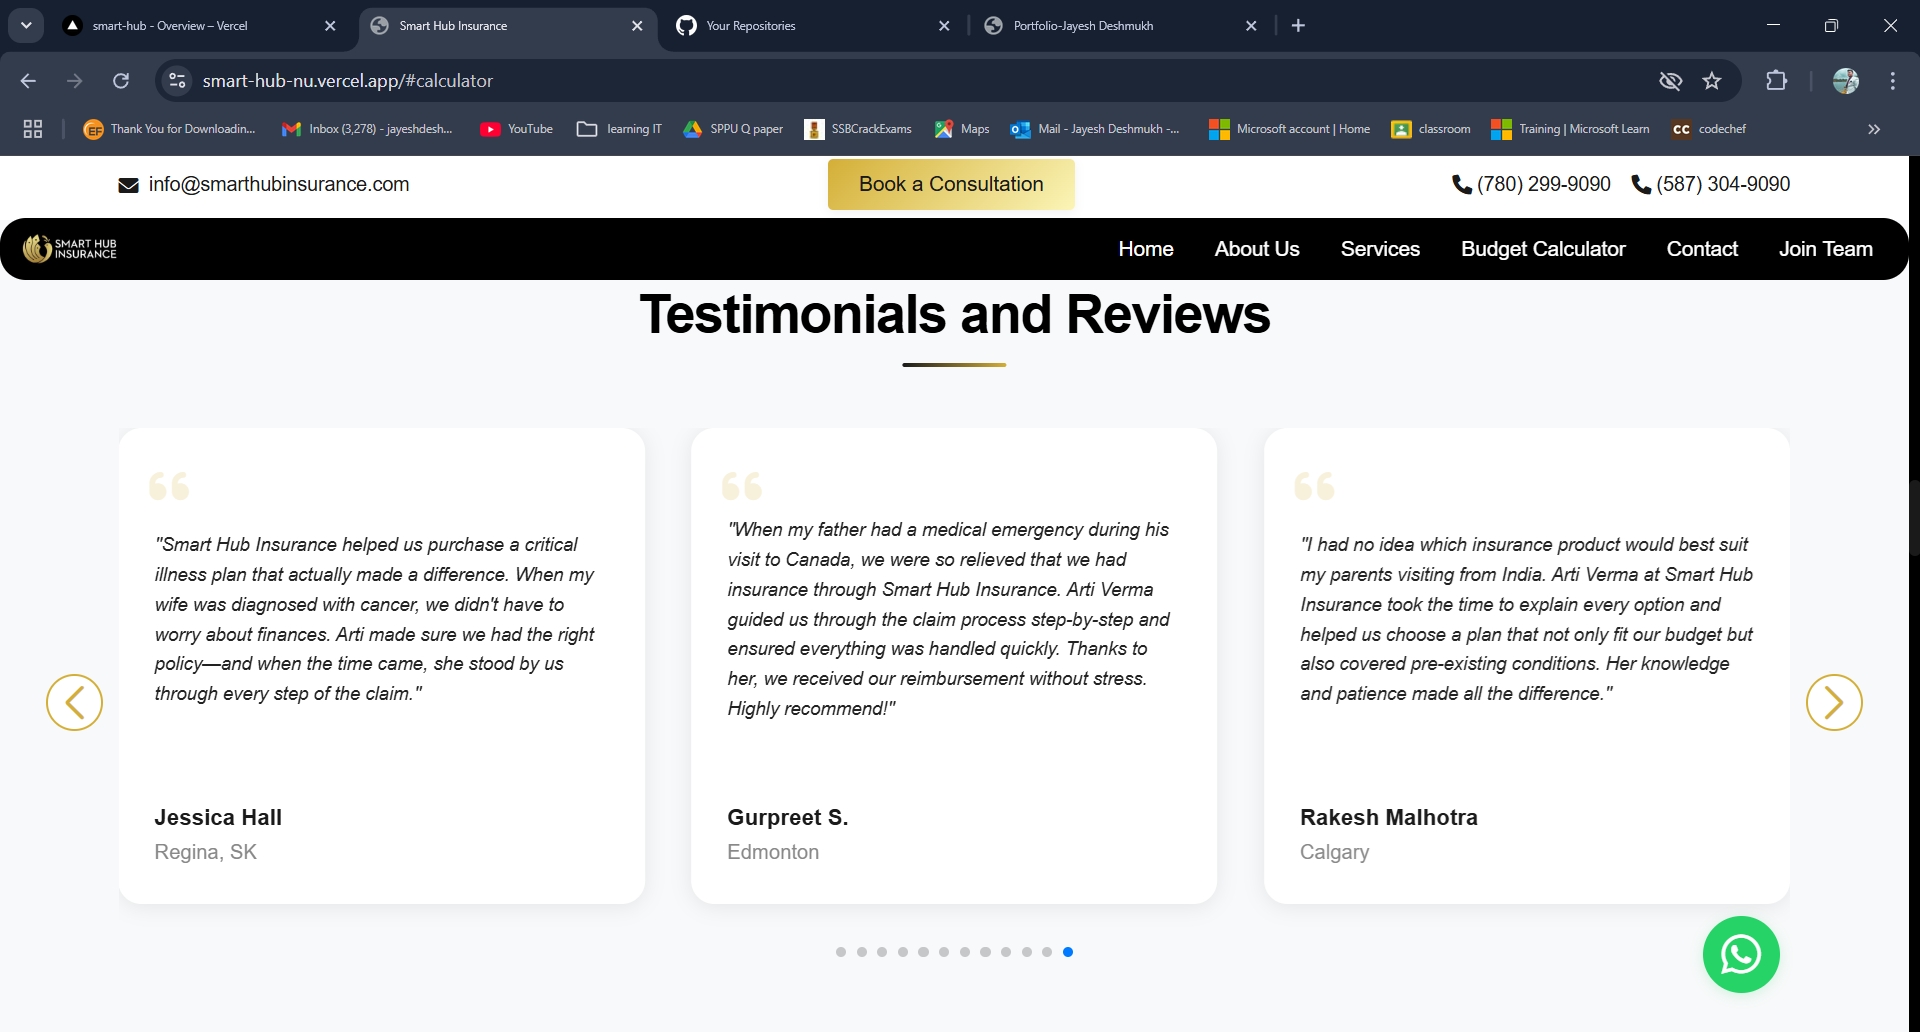 smart-hub - Overview – Vercel
Smart Hub Insurance
Your Repositories
Portfolio-Jayesh Deshmukh
smart-hub-nu.vercel.app/#calculator
Thank You for Downloadin...
Inbox (3,278) - jayeshdesh...
YouTube
learning IT
SPPU Q paper
SSBCrackExams
Maps
Mail - Jayesh Deshmukh -...
Microsoft account | Home
classroom
Training | Microsoft Learn
CC codechef
info@smarthubinsurance.com
Book a Consultation
(780) 299-9090
(587) 304-9090
SMART HUB
INSURANCE
Home
About Us
Services
Budget Calculator
Contact
Join Team
Testimonials and Reviews
"Smart Hub Insurance helped us purchase a critical
illness plan that actually made a difference. When my
wife was diagnosed with cancer, we didn't have to
worry about finances. Arti made sure we had the right
policy—and when the time came, she stood by us
through every step of the claim."
Jessica Hall
Regina, SK
"When my father had a medical emergency during his
visit to Canada, we were so relieved that we had
insurance through Smart Hub Insurance. Arti Verma
guided us through the claim process step-by-step and
ensured everything was handled quickly. Thanks to
her, we received our reimbursement without stress.
Highly recommend!"
Gurpreet S.
Edmonton
"I had no idea which insurance product would best suit
my parents visiting from India. Arti Verma at Smart Hub
Insurance took the time to explain every option and
helped us choose a plan that not only fit our budget but
also covered pre-existing conditions. Her knowledge
and patience made all the difference."
Rakesh Malhotra
Calgary